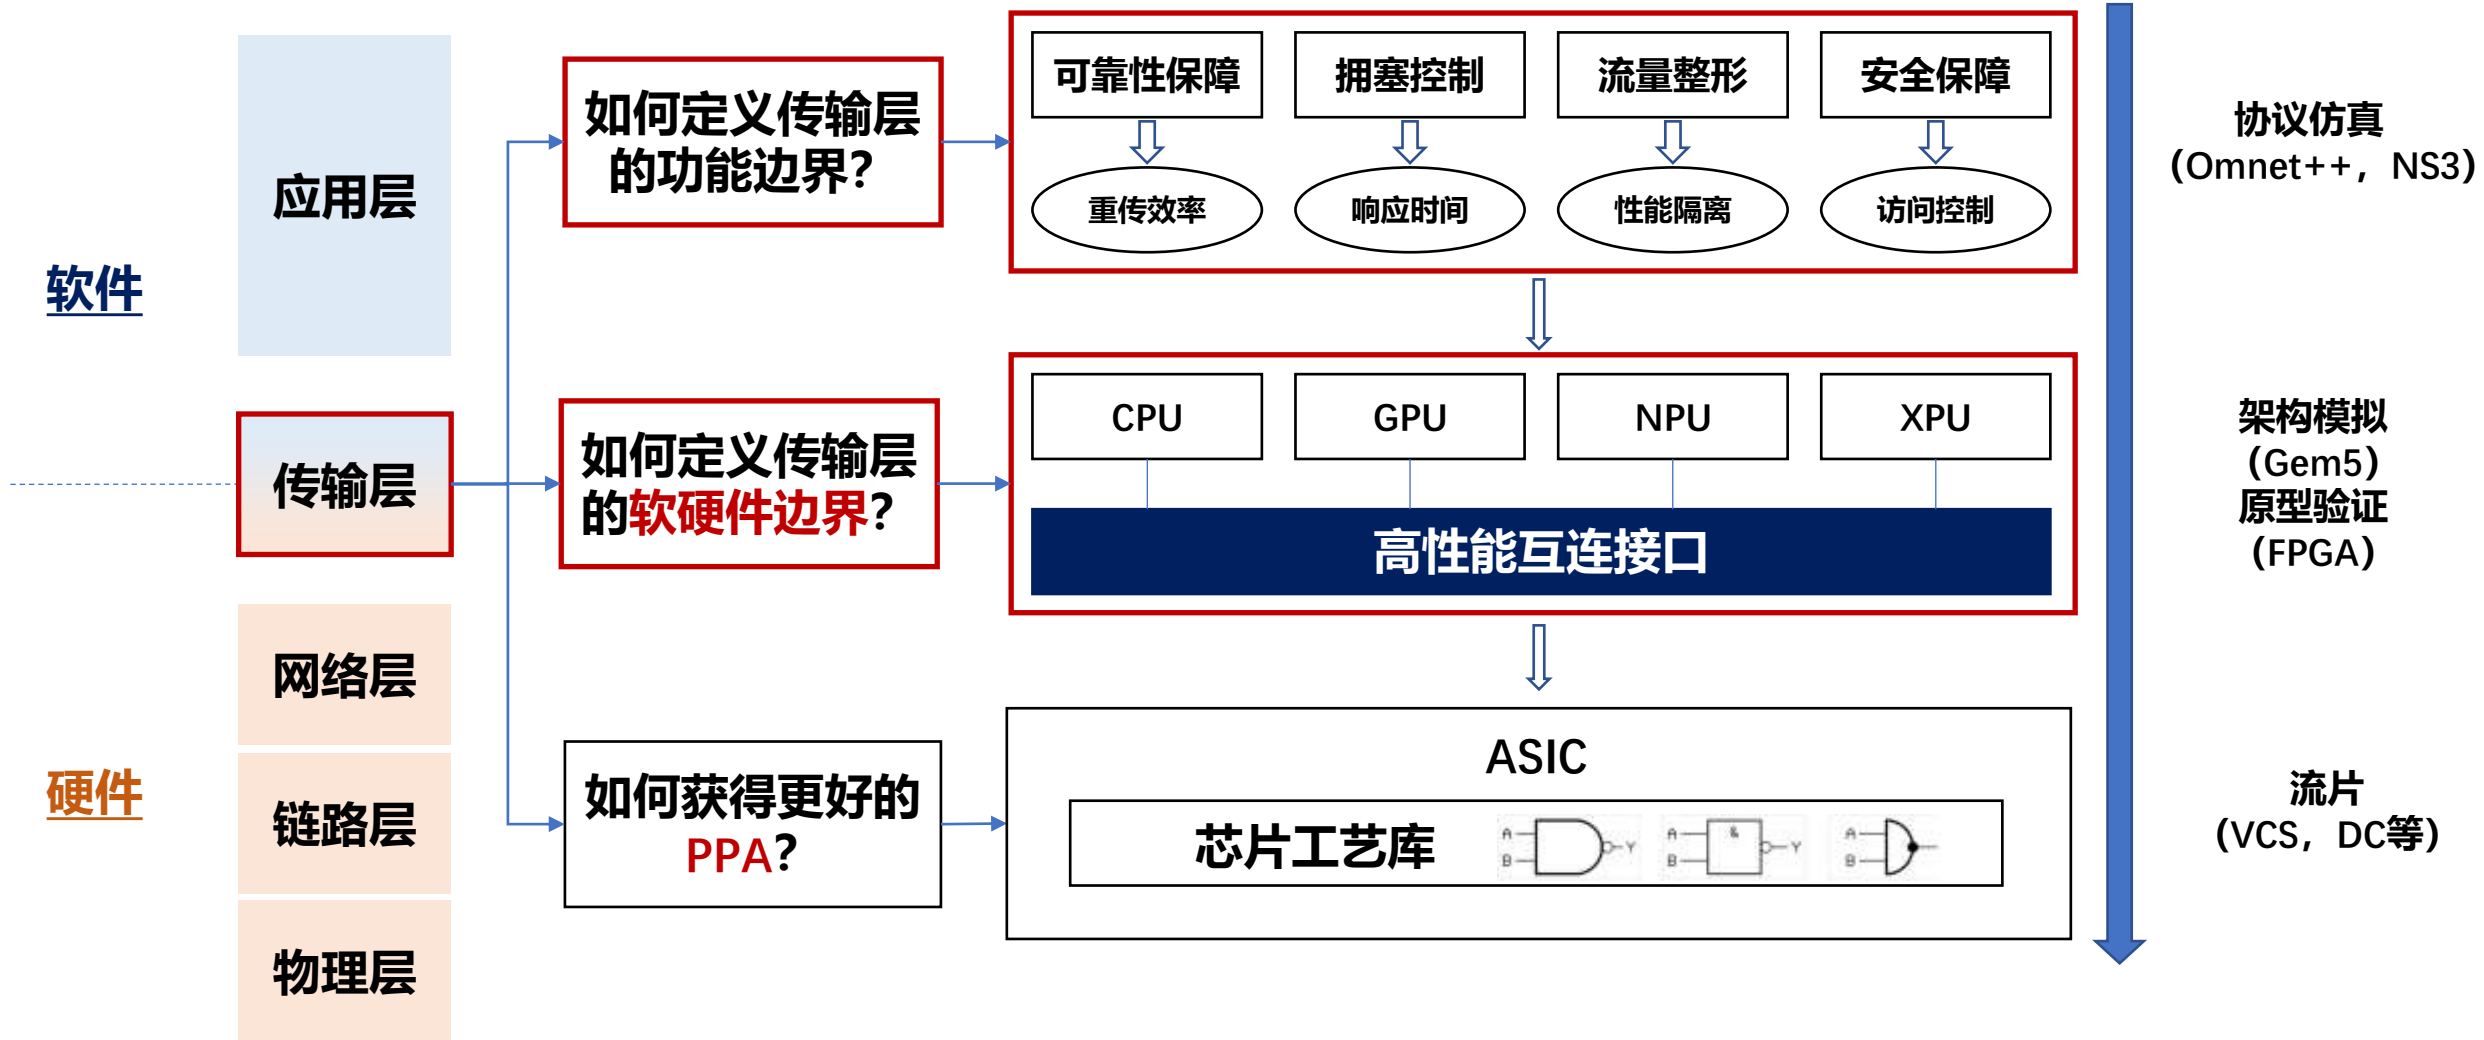 软件
硬件
应用层
传输层
网络层
链路层
物理层
如何定义传输层
的功能边界？
如何定义传输层
的软硬件边界？
如何获得更好的
PPA？
可靠性保障
拥塞控制
流量整形
安全保障
重传效率
响应时间
性能隔离
访问控制
CPU
GPU
NPU
XPU
高性能互连接口
ASIC
芯片工艺库
A
B
Y
A
B
&
Y
A
B
协议仿真
（Omnet++，NS3）
架构模拟
（Gem5）
原型验证
（FPGA）
流片
（VCS，DC等）